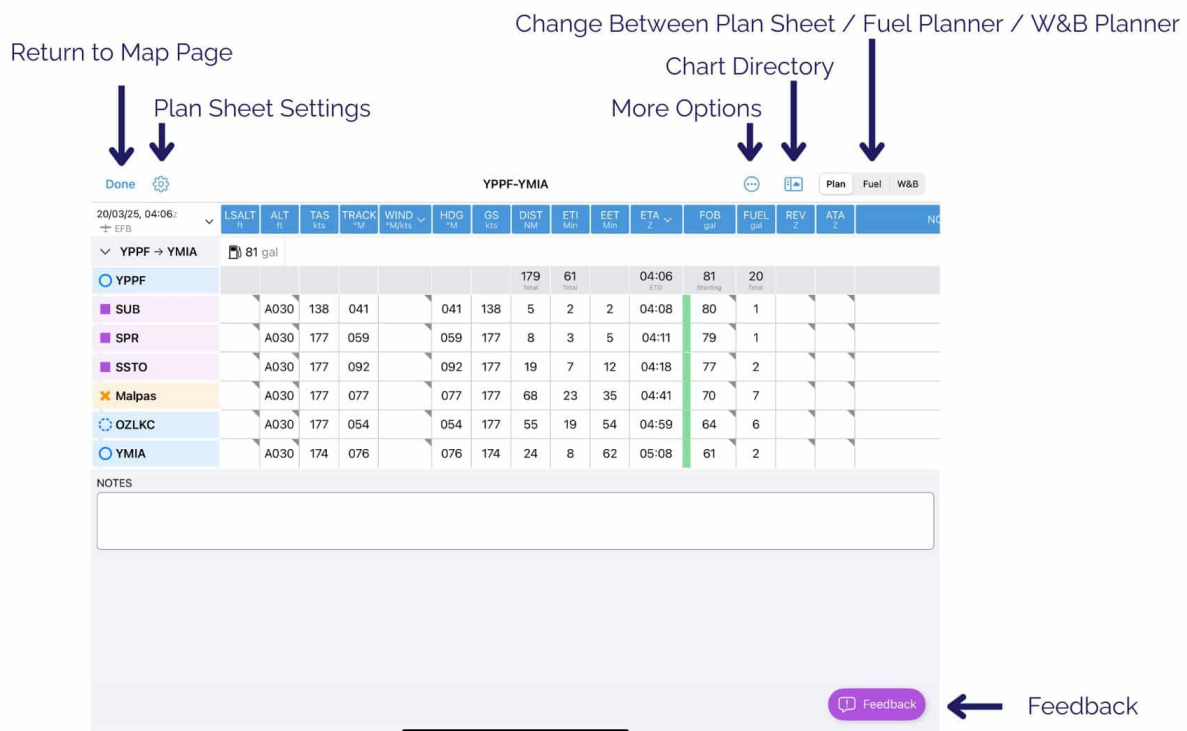 Change Between Plan Sheet / Fuel Planner / W&B Planner
Return to Map Page
Chart Directory
Plan Sheet Settings
More Options
Done YPPF-YMIA Plan Fuel W&B
20/03/25, 04:06z
EFB
LSALT ALT TAS TRACK WIND HDG GS DIST ETI EET ETA FOB FUEL REV ATA NO
ft ft kts °M °M/kts °M kts NM Min Min Z gal gal Z Z
YPPF → YMIA 81 gal
YPPF 179 61 04:06 81 20
Total Total ETD Starting Total
SUB A030 138 041 041 138 5 2 2 04:08 80 1
SPR A030 177 059 059 177 8 3 5 04:11 79 1
SSTO A030 177 092 092 177 19 7 12 04:18 77 2
Malpas A030 177 077 077 177 68 23 35 04:41 70 7
OZLKC A030 177 054 054 177 55 19 54 04:59 64 6
YMIA A030 174 076 076 174 24 8 62 05:08 61 2
NOTES
Feedback Feedback